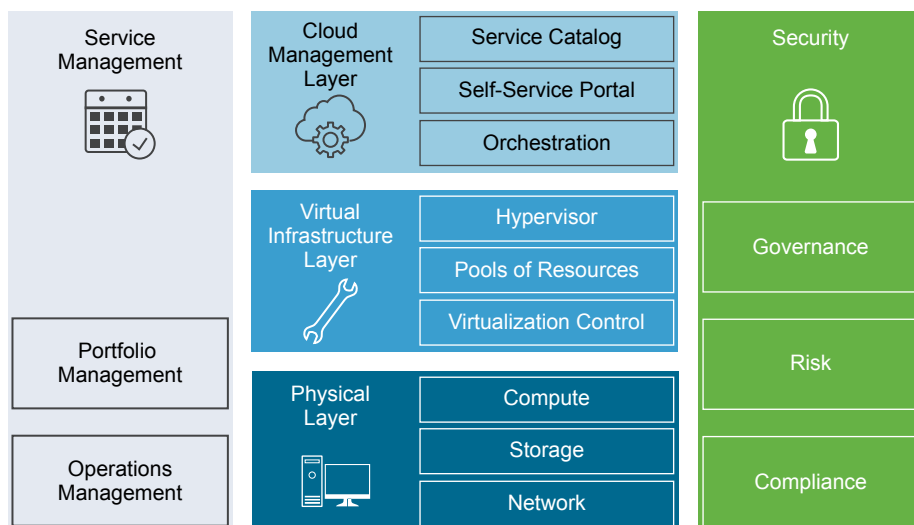 Service
Management
Portfolio
Management
Operations
Management
Cloud
Management
Layer
Service Catalog
Self-Service Portal
Orchestration
Virtual
Infrastructure
Layer
Hypervisor
Pools of Resources
Virtualization Control
Physical
Layer
Compute
Storage
Network
Security
Governance
Risk
Compliance